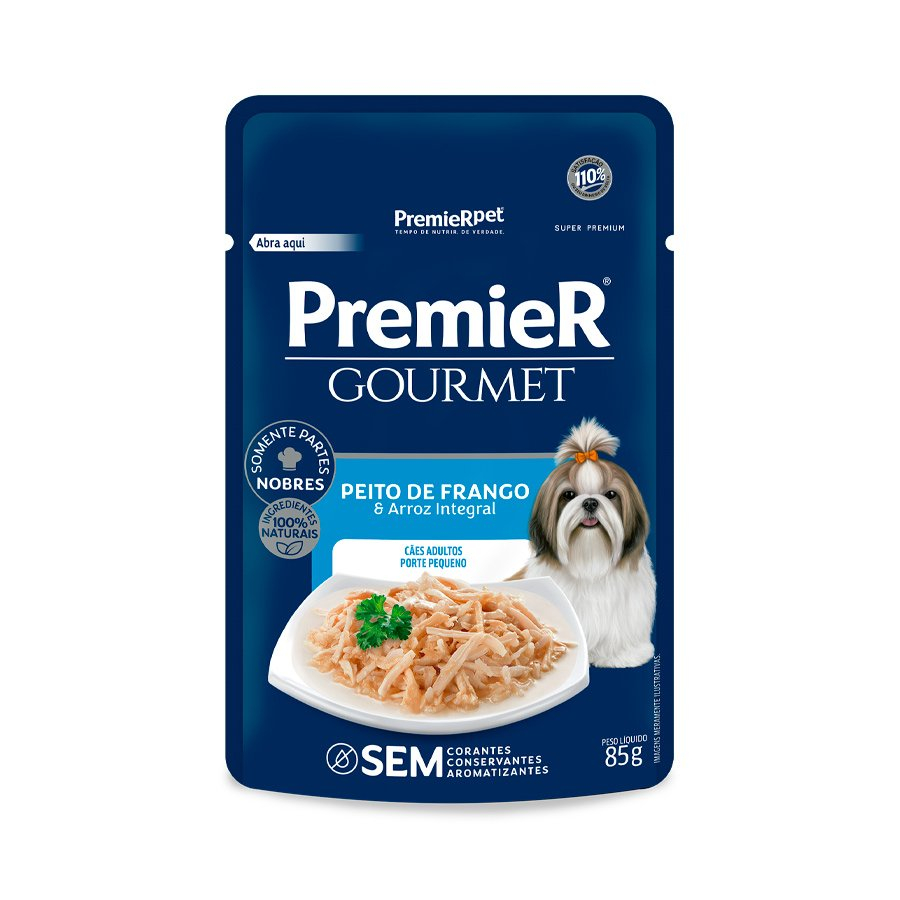 SATISFAÇÃO
110%
PremieRpet®
TEMPO DE NUTRIR. DE VERDADE.
SUPER PREMIUM
Abra aqui
PremieR®
GOURMET
SOMENTE PARTES
NOBRES
INGREDIENTES
100%
NATURAIS
PEITO DE FRANGO
& Arroz Integral
CÃES ADULTOS
PORTE PEQUENO
SEM CORANTES
CONSERVANTES
AROMATIZANTES
PESO LÍQUIDO
85g
IMAGENS MERAMENTE ILUSTRATIVAS.